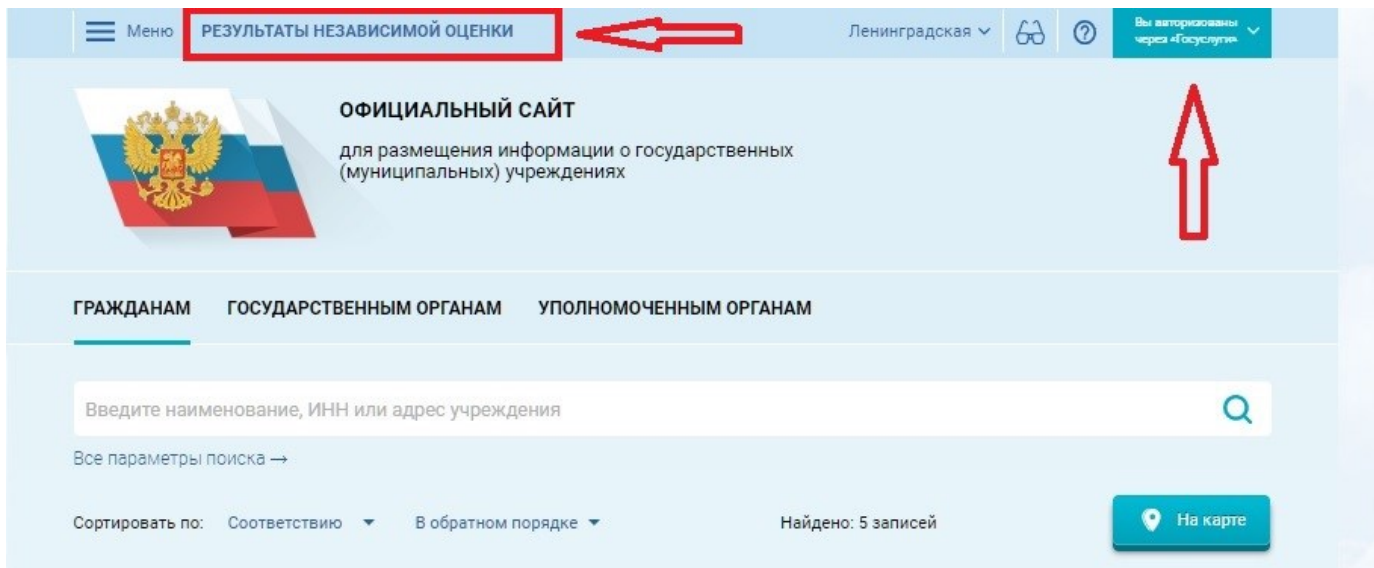 Меню РЕЗУЛЬТАТЫ НЕЗАВИСИМОЙ ОЦЕНКИ Ленинградская Вы авторизованы
через «Госуслуги»
ОФИЦИАЛЬНЫЙ САЙТ
для размещения информации о государственных
(муниципальных) учреждениях
ГРАЖДАНАМ ГОСУДАРСТВЕННЫМ ОРГАНАМ УПОЛНОМОЧЕННЫМ ОРГАНАМ
Введите наименование, ИНН или адрес учреждения
Все параметры поиска →
Сортировать по: Соответствию В обратном порядке Найдено: 5 записей На карте